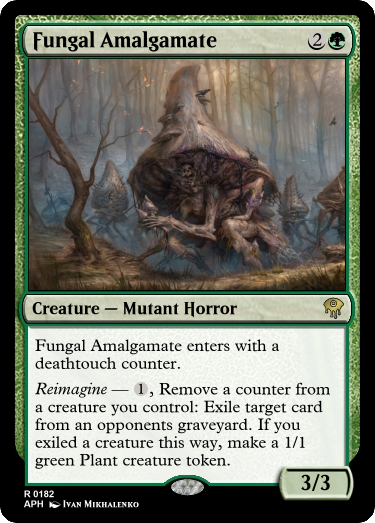 Fungal Amalgamate 2
Creature — Mutant Horror
Fungal Amalgamate enters with a
deathtouch counter.
Reimagine — 1, Remove a counter from
a creature you control: Exile target card
from an opponents graveyard. If you
exiled a creature this way, make a 1/1
green Plant creature token.
3/3
R 0182
APH Ivan Mikhalenko